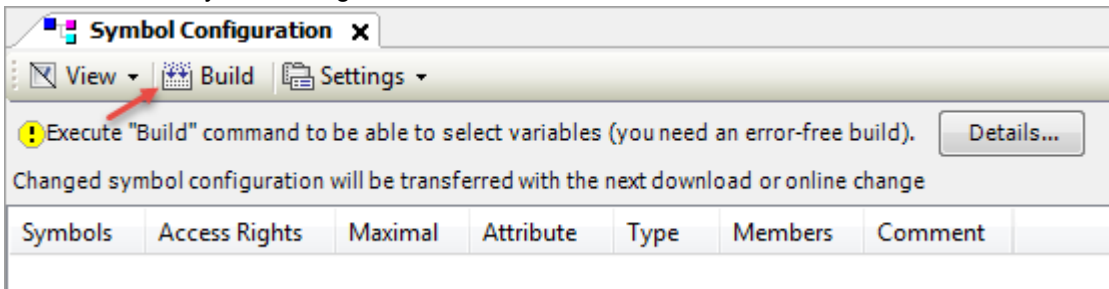 Symbol Configuration X
View Build Settings
Execute "Build" command to be able to select variables (you need an error-free build). Details...
Changed symbol configuration will be transferred with the next download or online change
Symbols Access Rights Maximal Attribute Type Members Comment